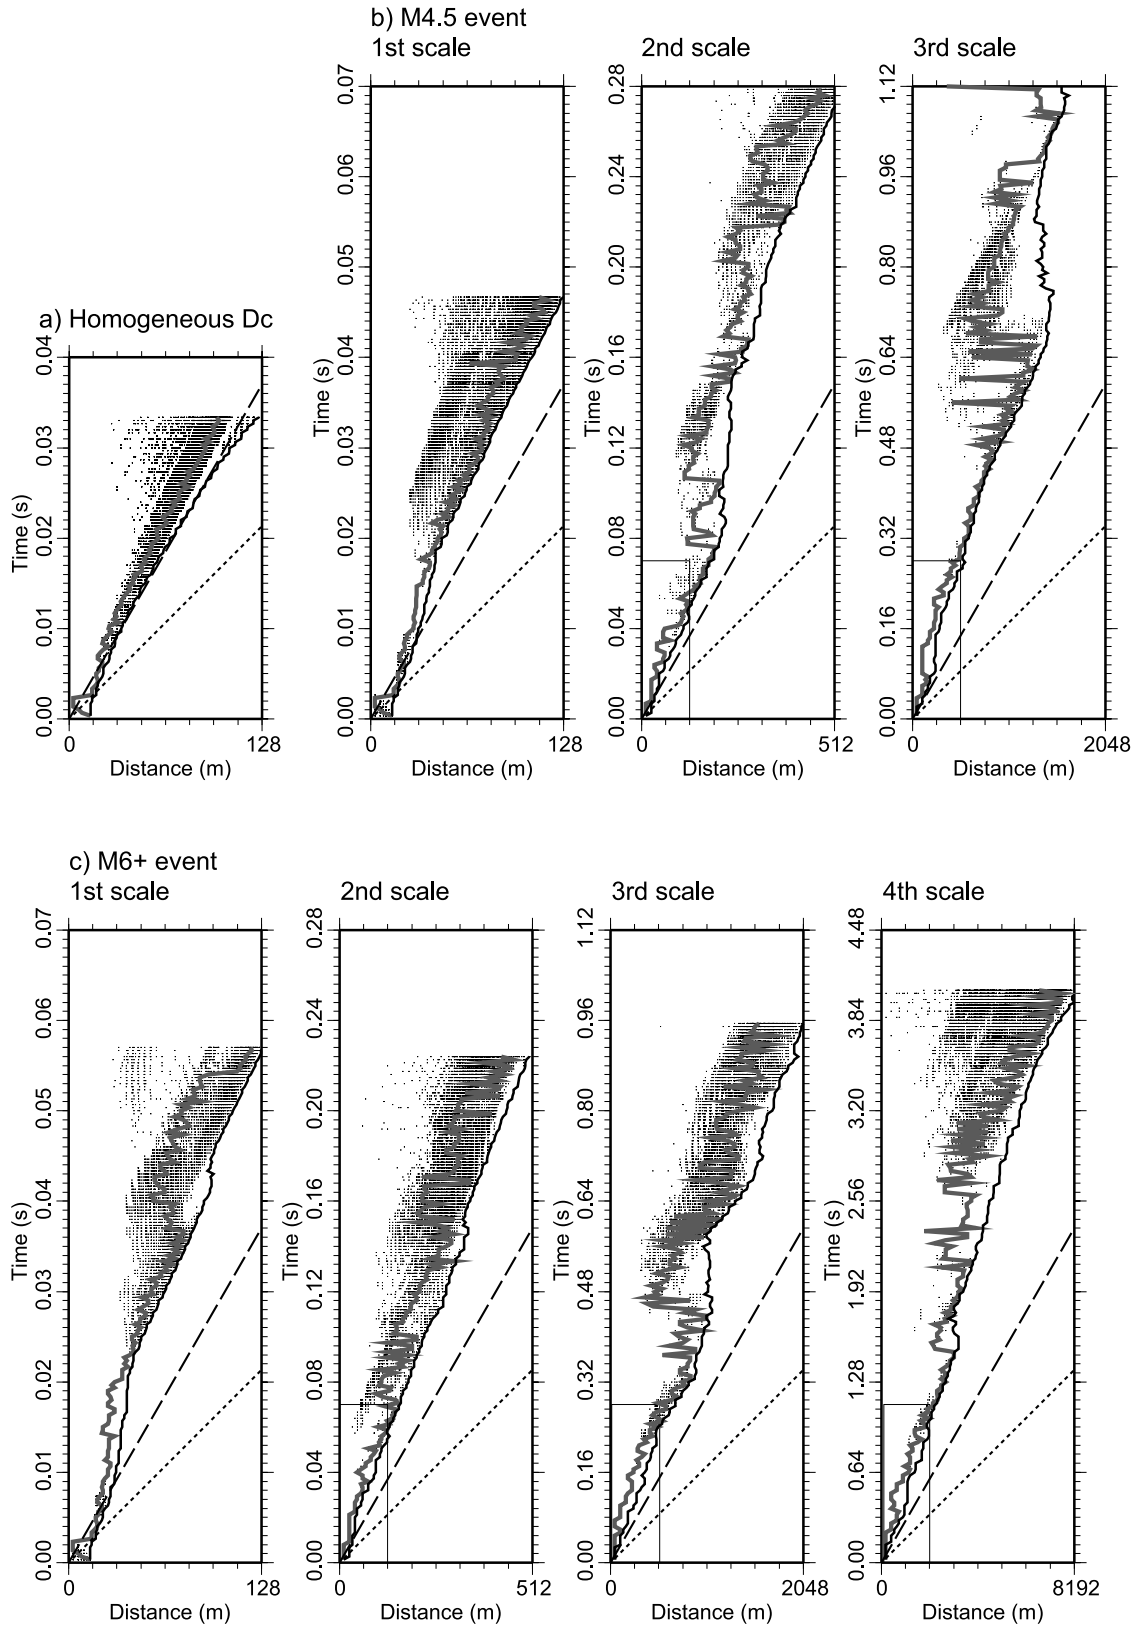 b) M4.5 event
1st scale
2nd scale
3rd scale
a) Homogeneous Dc
Time (s)
0.00
0.01
0.02
0.03
0.04
0
128
Distance (m)
Time (s)
0.00
0.01
0.02
0.03
0.04
0.05
0.06
0.07
0
128
Distance (m)
Time (s)
0.00
0.04
0.08
0.12
0.16
0.20
0.24
0.28
0
512
Distance (m)
Time (s)
0.00
0.16
0.32
0.48
0.64
0.80
0.96
1.12
0
2048
Distance (m)
c) M6+ event
1st scale
2nd scale
3rd scale
4th scale
Time (s)
0.00
0.01
0.02
0.03
0.04
0.05
0.06
0.07
0
128
Distance (m)
Time (s)
0.00
0.04
0.08
0.12
0.16
0.20
0.24
0.28
0
512
Distance (m)
Time (s)
0.00
0.16
0.32
0.48
0.64
0.80
0.96
1.12
0
2048
Distance (m)
Time (s)
0.00
0.64
1.28
1.92
2.56
3.20
3.84
4.48
0
8192
Distance (m)